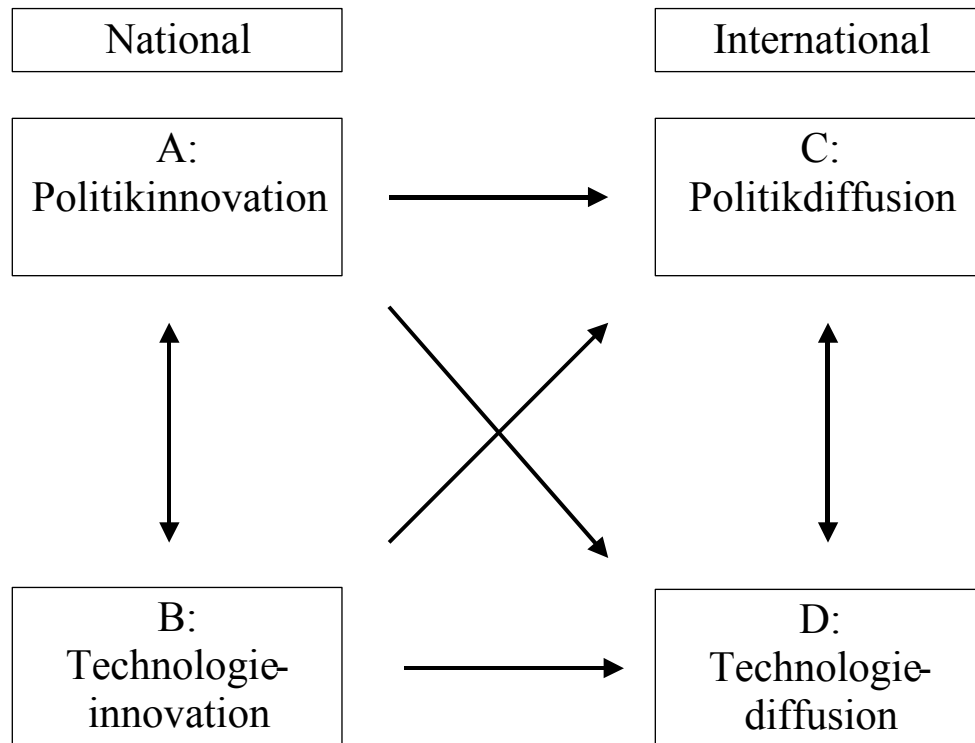 National
International
A:
Politikinnovation
C:
Politikdiffusion
B:
Technologie-
innovation
D:
Technologie-
diffusion